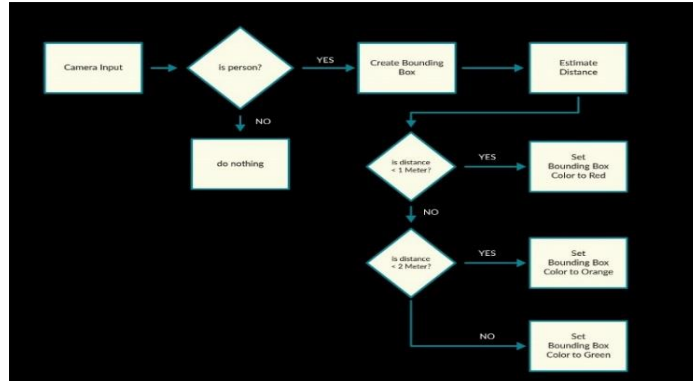 Camera Input
is person?
YES
Create Bounding
Box
Estimate
Distance
NO
do nothing
is distance
< 1 Meter?
YES
Set
Bounding Box
Color to Red
NO
is distance
< 2 Meter?
YES
Set
Bounding Box
Color to Orange
NO
Set
Bounding Box
Color to Green